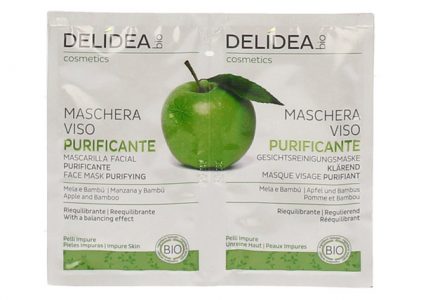 DELIDEA.bio
cosmetics
MASCHERA
VISO
PURIFICANTE
MASCARILLA FACIAL
PURIFICANTE
FACE MASK PURIFYING
Mela e Bambù | Manzana y Bambú
Apple and Bamboo
Riequilibrante | Reequilibrante
With a balancing effect
Pelli Impure
Pieles Impuras | Impure Skin
BIO
DELIDEA.bio
cosmetics
MASCHERA
VISO
PURIFICANTE
GESICHTSREINIGUNGSMASKE
KLÄREND
MASQUE VISAGE PURIFIANT
Mela e Bambù | Apfel und Bambus
Pomme et Bambou
Riequilibrante | Regulierend
Rééquilibrant
Pelli Impure
Unreine Haut | Peaux Impures
BIO